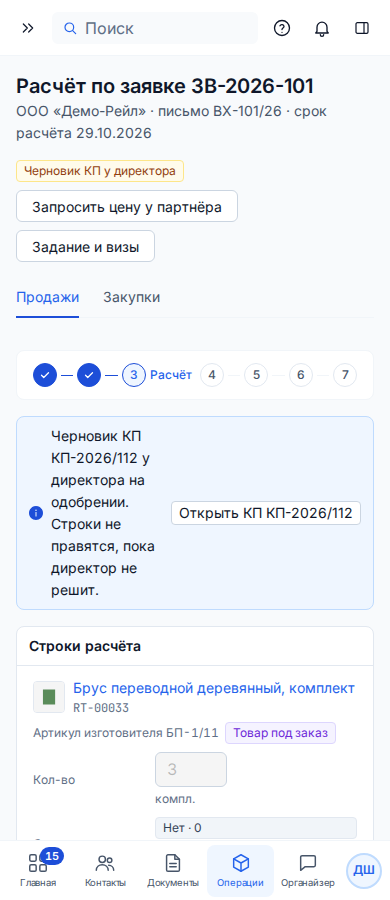 Поиск
Расчёт по заявке ЗВ-2026-101
ООО «Демо-Рейл» · письмо ВХ-101/26 · срок
расчёта 29.10.2026
Черновик КП у директора
Запросить цену у партнёра
Задание и визы
Продажи Закупки
3 Расчёт 4 5 6 7
Черновик КП
КП-2026/112 у
директора на
одобрении.
Строки не
правятся, пока
директор не
решит.
Открыть КП КП-2026/112
Строки расчёта
Брус переводной деревянный, комплект
RT-00033
Артикул изготовителя БП-1/11 Товар под заказ
Кол-во 3
компл.
Нет · 0
15
Главная Контакты Документы Операции Органайзер ДШ